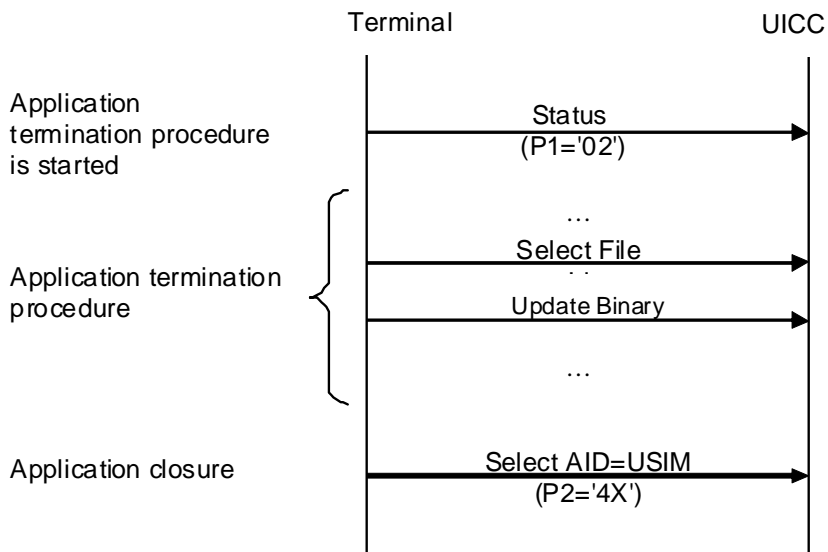 Terminal
UICC
Application
termination procedure
is started
Status
(P1='02')
...
Select File
Application termination
procedure
Update Binary
...
Application closure
Select AID=USIM
(P2='4X')